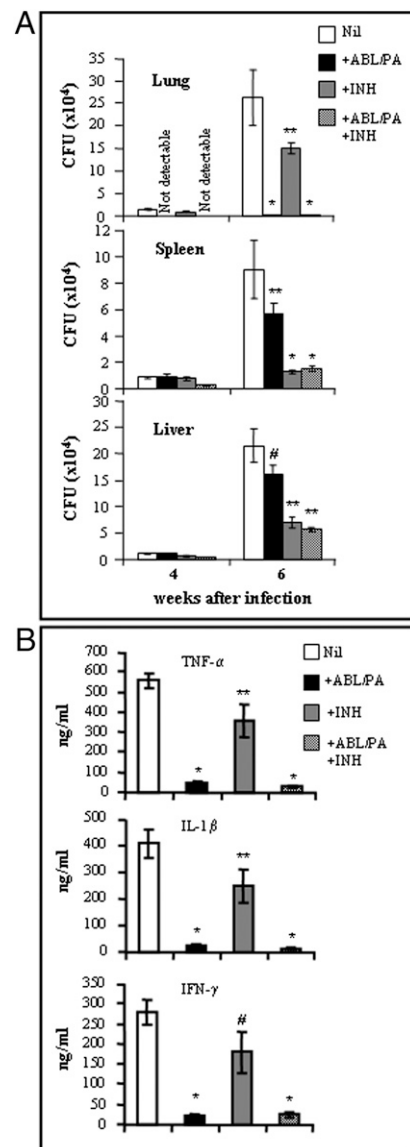 A
Nil
+ABL/PA
+INH
+ABL/PA
+INH
Lung
CFU (x10⁴)
35
30
25
20
15
10
5
0
Not detectable
Not detectable
*
**
*
Spleen
CFU (x10⁴)
12
10
8
6
4
2
0
**
*
*
Liver
CFU (x10⁴)
30
25
20
15
10
5
0
#
**
**
4
6
weeks after infection
B
Nil
+ABL/PA
+INH
+ABL/PA
+INH
TNF-α
ng/ml
700
600
500
400
300
200
100
0
*
**
*
IL-1β
ng/ml
500
400
300
200
100
0
*
**
*
IFN-γ
ng/ml
350
300
250
200
150
100
50
0
*
#
*